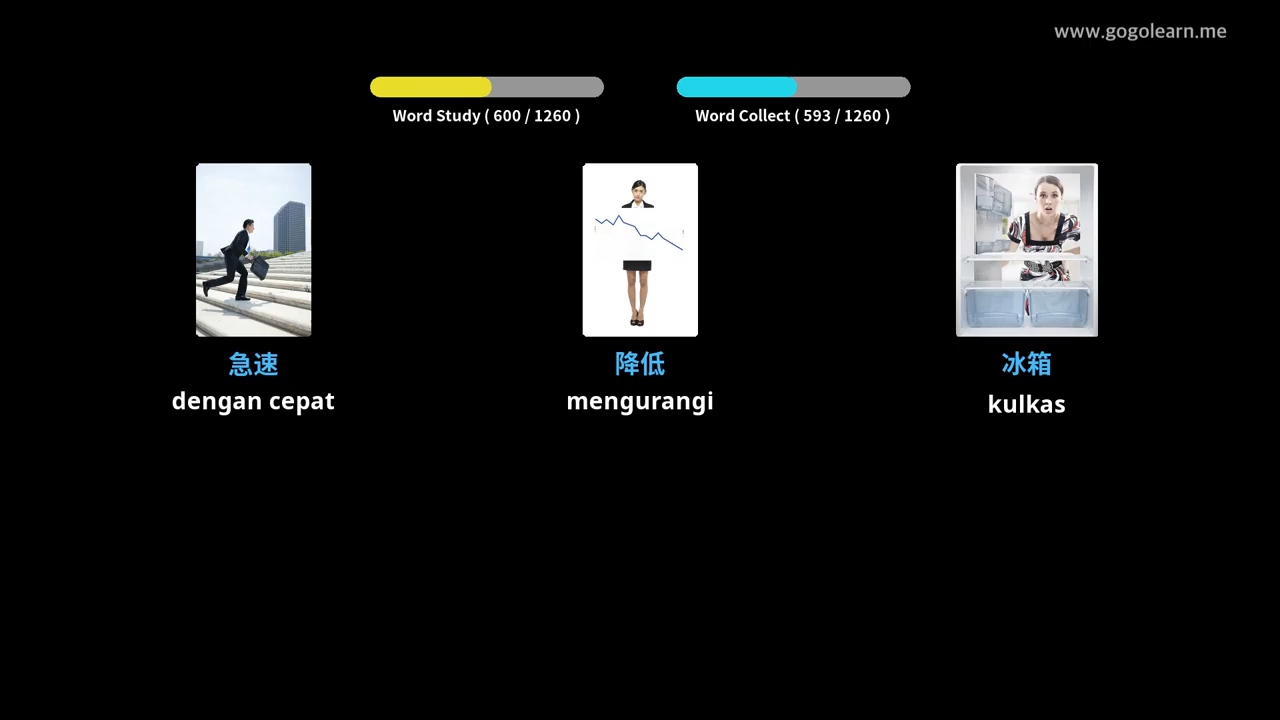 www.gogolearn.me
Word Study ( 600 / 1260 )
Word Collect ( 593 / 1260 )
急速
降低
冰箱
dengan cepat
mengurangi
kulkas